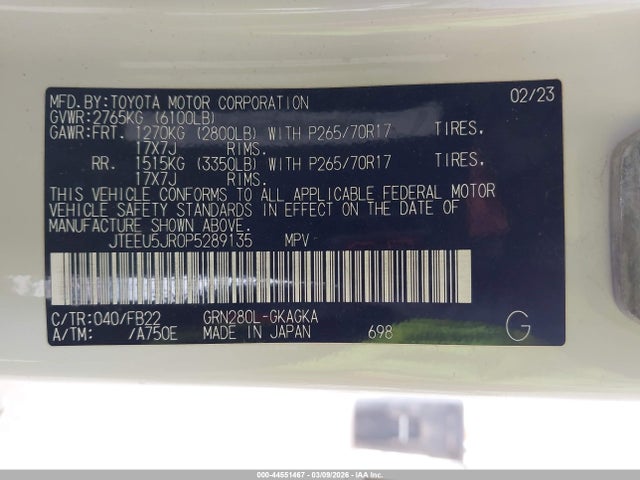 MFD.BY:TOYOTA MOTOR CORPORATION 02/23
GVWR:2765KG (6100LB)
GAWR:FRT. 1270KG (2800LB) WITH P265/70R17 TIRES.
17X7J RIMS.
RR. 1515KG (3350LB) WITH P265/70R17 TIRES.
17X7J RIMS.
THIS VEHICLE CONFORMS TO ALL APPLICABLE FEDERAL MOTOR
VEHICLE SAFETY STANDARDS IN EFFECT ON THE DATE OF
MANUFACTURE SHOWN ABOVE.
JTEEU5JR0P5289135 MPV
C/TR:040/FB22 GRN280L-GKAGKA
A/TM: /A750E MADE IN JAPAN 698 G
000-44551467 - 03/09/2026 - IAAI.COM